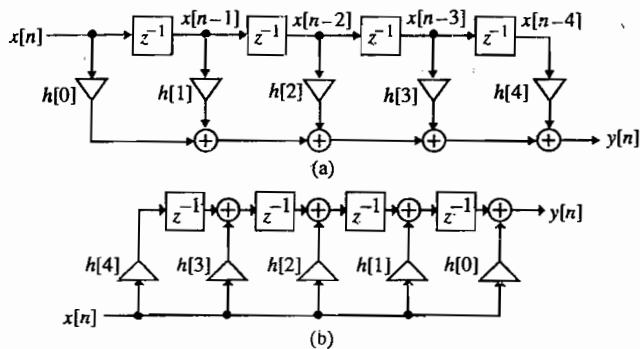 x[n−1] x[n−2] x[n−3] x[n−4]
x[n] z⁻¹ z⁻¹ z⁻¹ z⁻¹
h[0] h[1] h[2] h[3] h[4]
+ + + + y[n]
(a)
z⁻¹ + z⁻¹ + z⁻¹ + z⁻¹ + y[n]
h[4] h[3] h[2] h[1] h[0]
x[n]
(b)